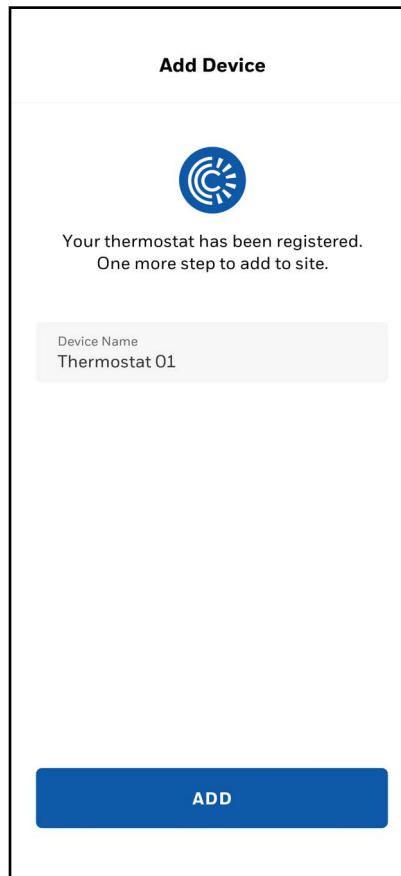 Add Device
Your thermostat has been registered.
One more step to add to site.
Device Name
Thermostat 01
ADD